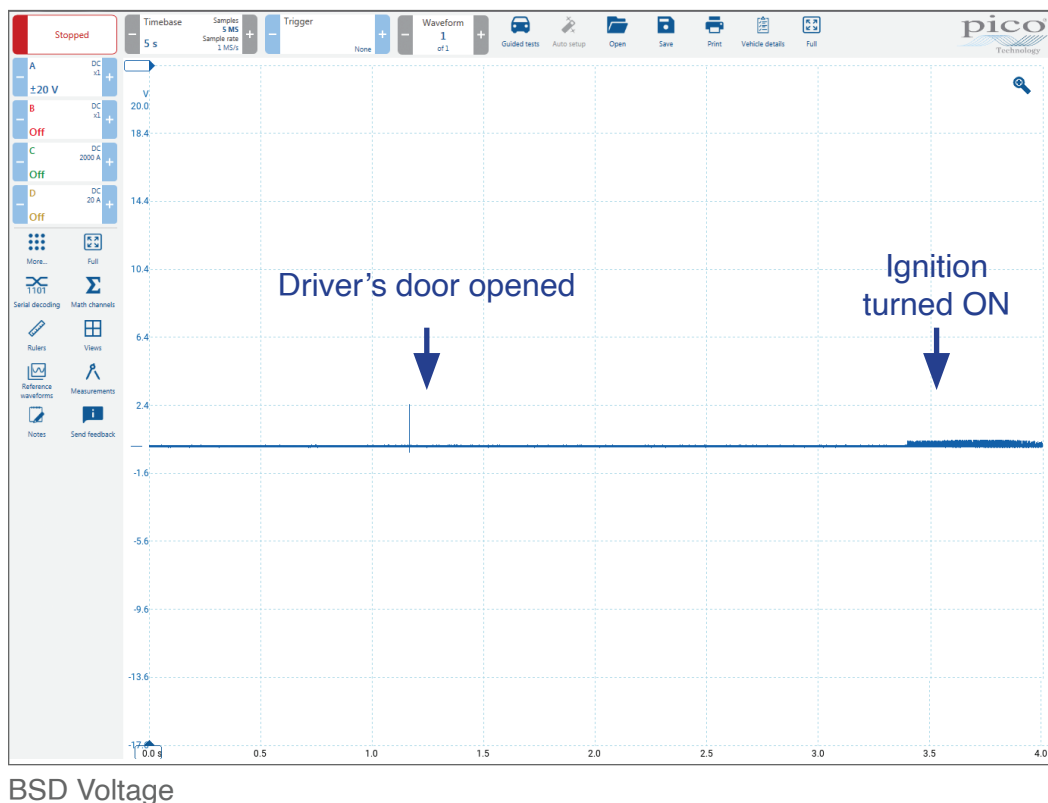 Stopped
Timebase
5 s
Samples
5 MS
Sample rate
1 MS/s
Trigger
None
Waveform
1
of 1
Guided tests
Auto setup
Open
Save
Print
Vehicle details
Full
pico
Technology
A
DC
x1
±20 V
B
DC
x1
Off
C
DC
2000 A
Off
D
DC
20 A
Off
More...
Full
1101
Serial decoding
Math channels
Rulers
Views
Reference
waveforms
Measurements
Notes
Send feedback
V
20.0
18.4
14.4
10.4
6.4
2.4
-1.6
-5.6
-9.6
-13.6
Driver's door opened
Ignition
turned ON
0.0 s
0.5
1.0
1.5
2.0
2.5
3.0
3.5
4.0
BSD Voltage